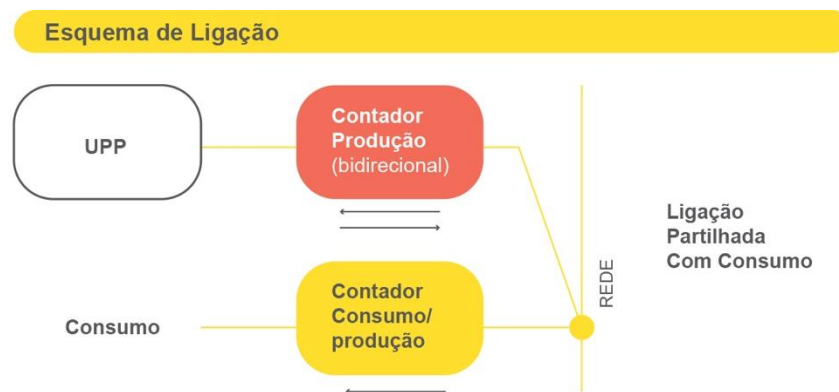 Esquema de Ligação
UPP
Contador
Produção
(bidirecional)
Ligação
Partilhada
Com Consumo
REDE
Consumo
Contador
Consumo/
produção